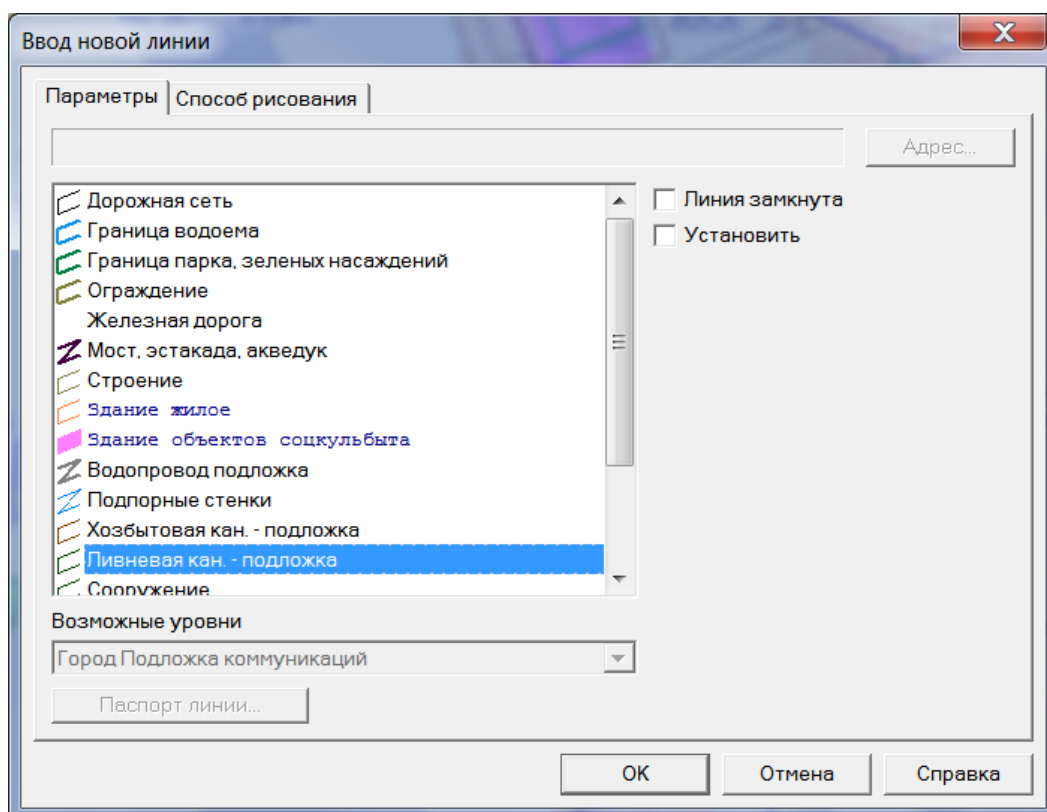 Ввод новой линии
Параметры
Способ рисования
Адрес...
Дорожная сеть
Граница водоема
Граница парка, зеленых насаждений
Ограждение
Железная дорога
Мост, эстакада, акведук
Строение
Здание жилое
Здание объектов соцкульбыта
Водопровод подложка
Подпорные стенки
Хозбытовая кан. - подложка
Ливневая кан. - подложка
Сооружение
Линия замкнута
Установить
Возможные уровни
Город Подложка коммуникаций
Паспорт линии...
OK
Отмена
Справка